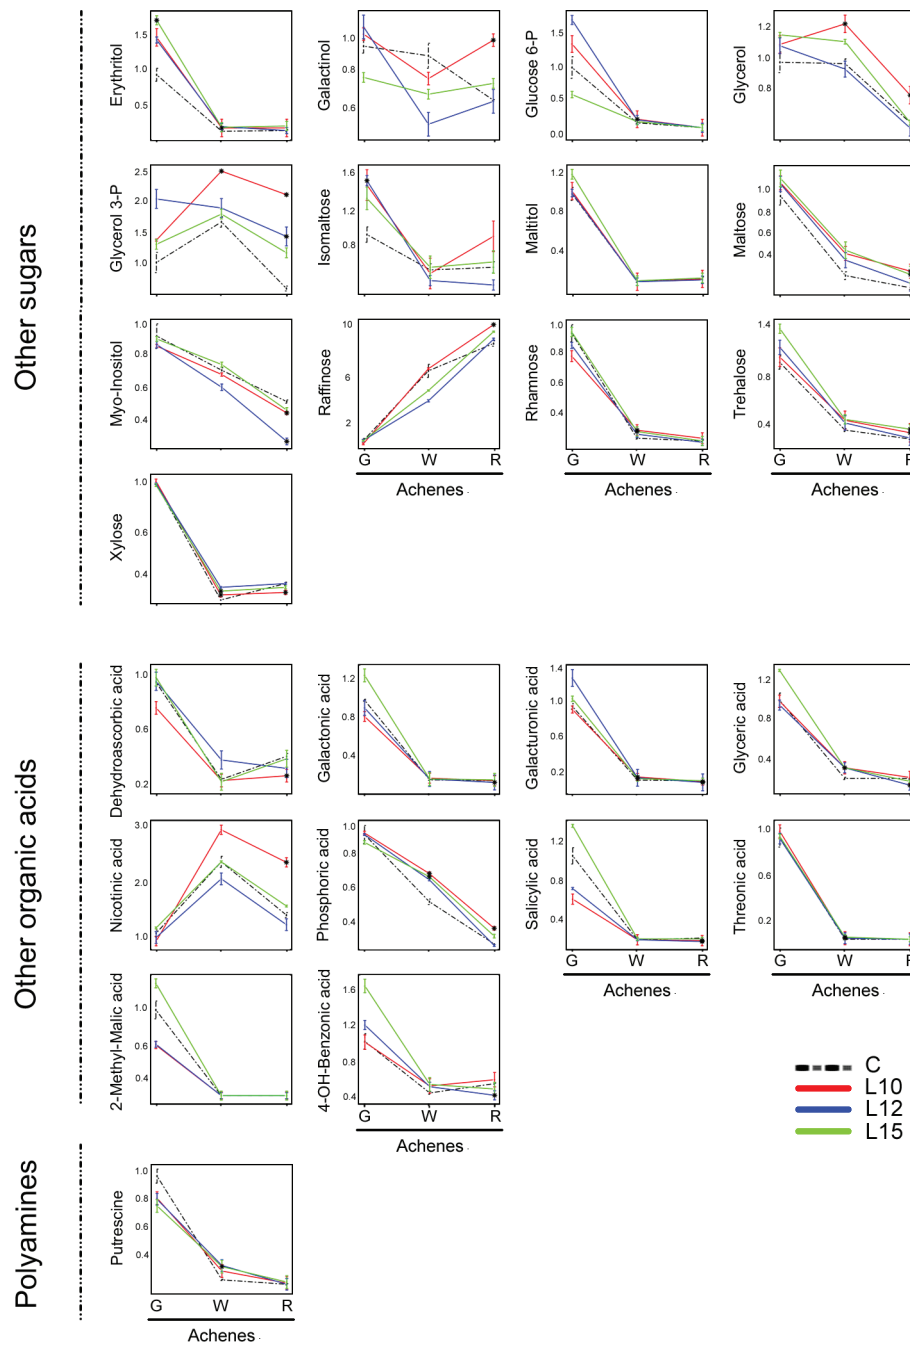 Other sugars
Erythritol
1.5
1.0
0.5
Galactinol
1.0
0.8
0.6
Glucose 6-P
1.5
1.0
0.5
0.0
Glycerol
1.2
1.0
0.8
Glycerol 3-P
2.5
2.0
1.5
1.0
Isomaltose
1.6
1.2
0.8
Maltitol
0.8
0.4
Maltose
1.0
0.8
0.6
0.4
Myo-Inositol
1.0
0.8
0.6
0.4
Raffinose
10
6
2
G W R
Achenes
Rhamnose
1.0
0.8
0.6
0.4
G W R
Achenes
Trehalose
1.4
0.8
0.4
G W R
Achenes
Xylose
1.0
0.6
0.4
Other organic acids
Dehydroascorbic acid
1.0
0.6
0.2
Galactonic acid
1.2
0.8
0.4
Galacturonic acid
1.0
0.6
0.2
Glyceric acid
1.2
0.8
0.4
Nicotinic acid
3.0
2.0
1.0
Phosphoric acid
1.0
0.8
0.6
0.4
Salicylic acid
1.2
0.8
0.4
G W R
Achenes
Threonic acid
1.0
0.6
0.2
G W R
Achenes
2-Methyl-Malic acid
1.0
0.6
0.4
4-OH-Benzonic acid
1.6
1.2
0.8
0.4
G W R
Achenes
C
L10
L12
L15
Polyamines
Putrescine
1.0
0.8
0.6
0.4
G W R
Achenes